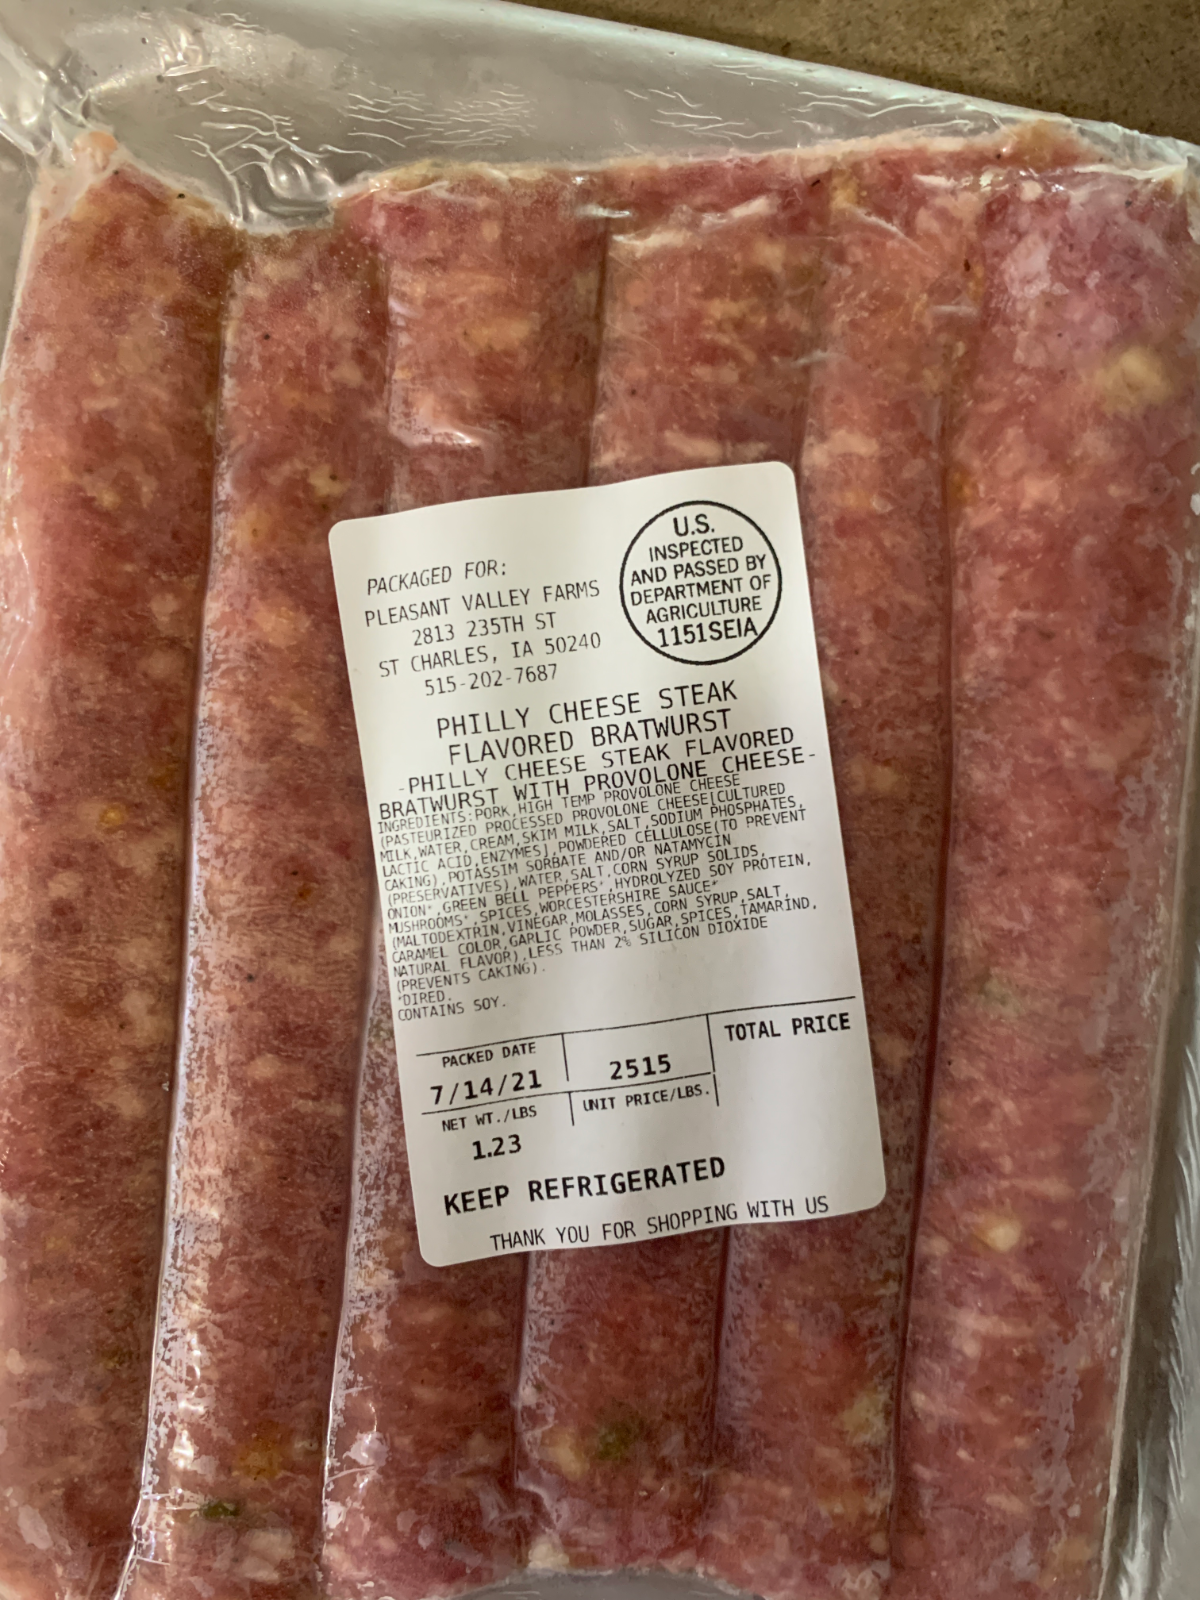 PACKAGED FOR:
PLEASANT VALLEY FARMS
2813 235TH ST
ST CHARLES, IA 50240
515-202-7687
U.S.
INSPECTED
AND PASSED BY
DEPARTMENT OF
AGRICULTURE
1151SEIA
PHILLY CHEESE STEAK
FLAVORED BRATWURST
-PHILLY CHEESE STEAK FLAVORED
BRATWURST WITH PROVOLONE CHEESE-
INGREDIENTS:PORK,HIGH TEMP PROVOLONE CHEESE
(PASTEURIZED PROCESSED PROVOLONE CHEESE[CULTURED
MILK,WATER,CREAM,SKIM MILK,SALT,SODIUM PHOSPHATES,
LACTIC ACID,ENZYMES],POWDERED CELLULOSE(TO PREVENT
CAKING),POTASSIM SORBATE AND/OR NATAMYCIN
(PRESERVATIVES),WATER,SALT,CORN SYRUP SOLIDS,
ONION*,GREEN BELL PEPPERS*,HYDROLYZED SOY PROTEIN,
MUSHROOMS*,SPICES,WORCESTERSHIRE SAUCE*
(MALTODEXTRIN,VINEGAR,MOLASSES,CORN SYRUP,SALT,
CARAMEL COLOR,GARLIC POWDER,SUGAR,SPICES,TAMARIND,
NATURAL FLAVOR),LESS THAN 2% SILICON DIOXIDE
(PREVENTS CAKING).
*DIRED.
CONTAINS SOY.
PACKED DATE
7/14/21
2515
TOTAL PRICE
NET WT./LBS
1.23
UNIT PRICE/LBS.
KEEP REFRIGERATED
THANK YOU FOR SHOPPING WITH US